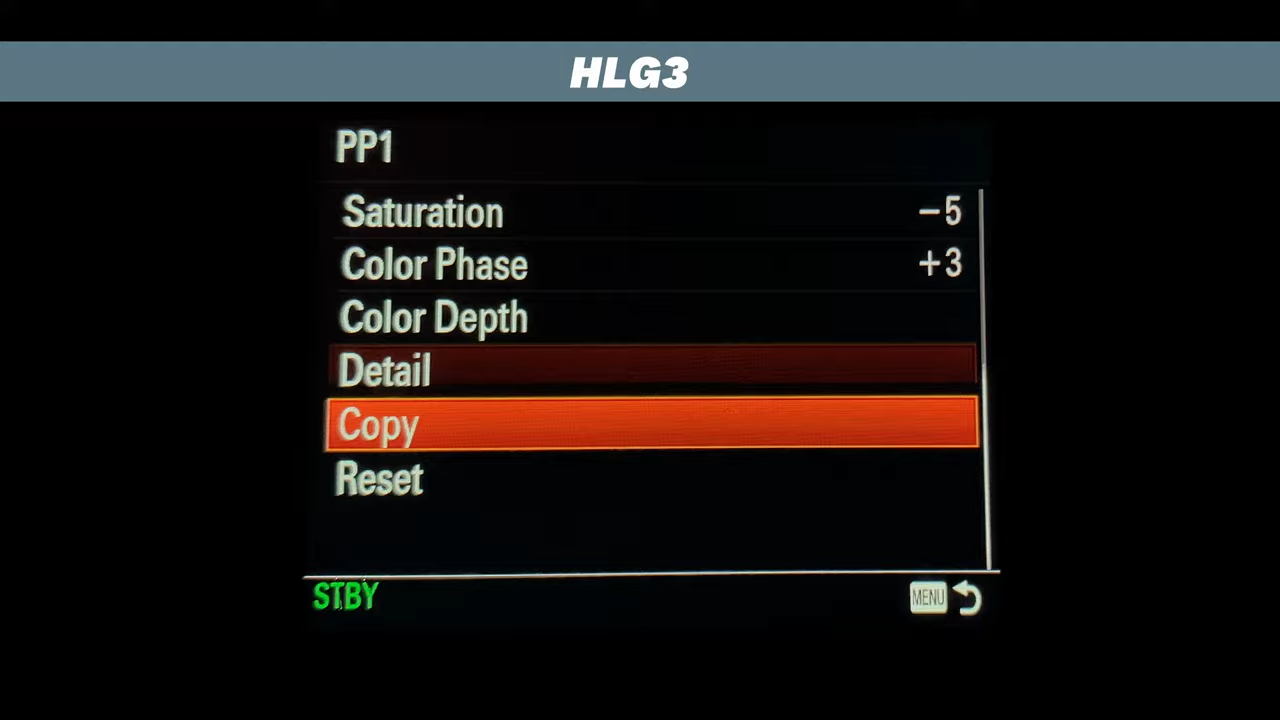 HLG3
PP1
Saturation −5
Color Phase +3
Color Depth
Detail
Copy
Reset
STBY MENU